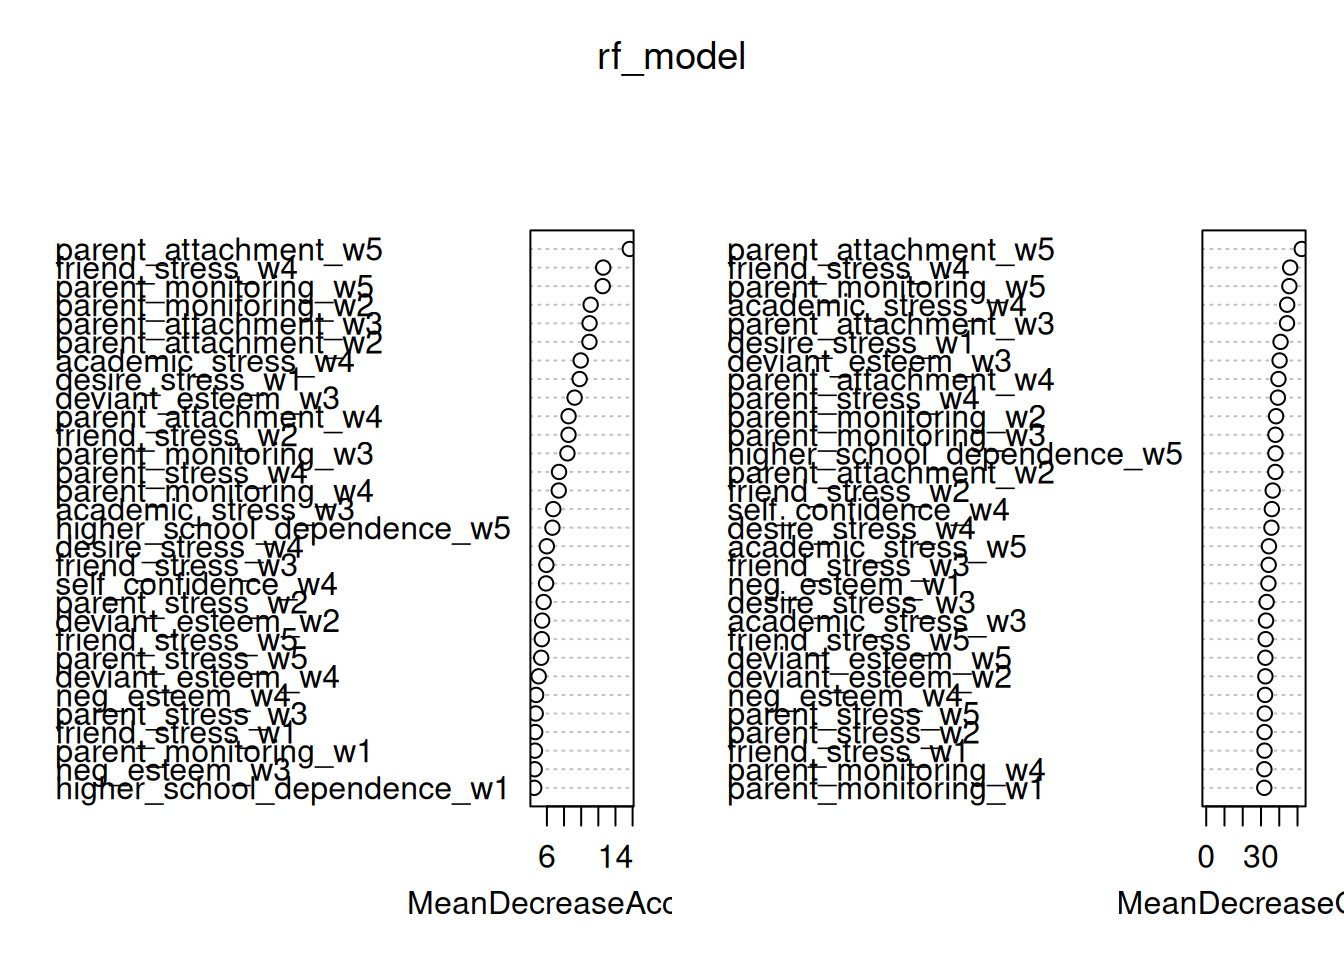 rf_model
parent_attachment_w5
friend_stress_w4
parent_monitoring_w5
parent_monitoring_w2
parent_attachment_w3
parent_attachment_w2
academic_stress_w4
desire_stress_w1
deviant_esteem_w3
parent_attachment_w4
friend_stress_w2
parent_monitoring_w3
parent_stress_w4
parent_monitoring_w4
academic_stress_w3
higher_school_dependence_w5
desire_stress_w4
friend_stress_w3
self_confidence_w4
parent_stress_w2
deviant_esteem_w2
friend_stress_w5
parent_stress_w5
deviant_esteem_w4
neg_esteem_w4
parent_stress_w3
friend_stress_w1
parent_monitoring_w1
neg_esteem_w3
higher_school_dependence_w1
6 14
MeanDecreaseAcc
parent_attachment_w5
friend_stress_w4
parent_monitoring_w5
academic_stress_w4
parent_attachment_w3
desire_stress_w1
deviant_esteem_w3
parent_attachment_w4
parent_stress_w4
parent_monitoring_w2
parent_monitoring_w3
higher_school_dependence_w5
parent_attachment_w2
friend_stress_w2
self_confidence_w4
desire_stress_w4
academic_stress_w5
friend_stress_w3
neg_esteem_w1
desire_stress_w3
academic_stress_w3
friend_stress_w5
deviant_esteem_w5
deviant_esteem_w2
neg_esteem_w4
parent_stress_w5
parent_stress_w2
friend_stress_w1
parent_monitoring_w4
parent_monitoring_w1
0 30
MeanDecreaseG